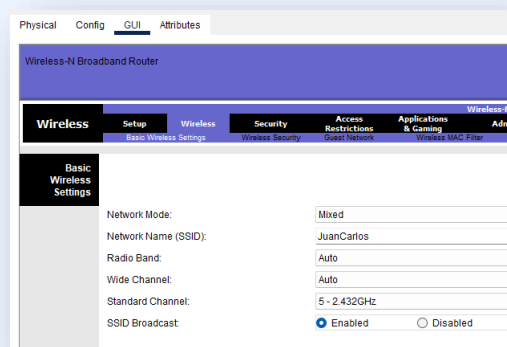 Physical Config GUI Attributes
Wireless-N Broadband Router
Wireless-N
Wireless Setup Wireless Security Access Restrictions Applications & Gaming
Basic Wireless Settings Wireless Security Guest Network Wireless MAC Filter
Basic
Wireless
Settings
Network Mode: Mixed
Network Name (SSID): JuanCarlos
Radio Band: Auto
Wide Channel: Auto
Standard Channel: 5 - 2.432GHz
SSID Broadcast: Enabled Disabled